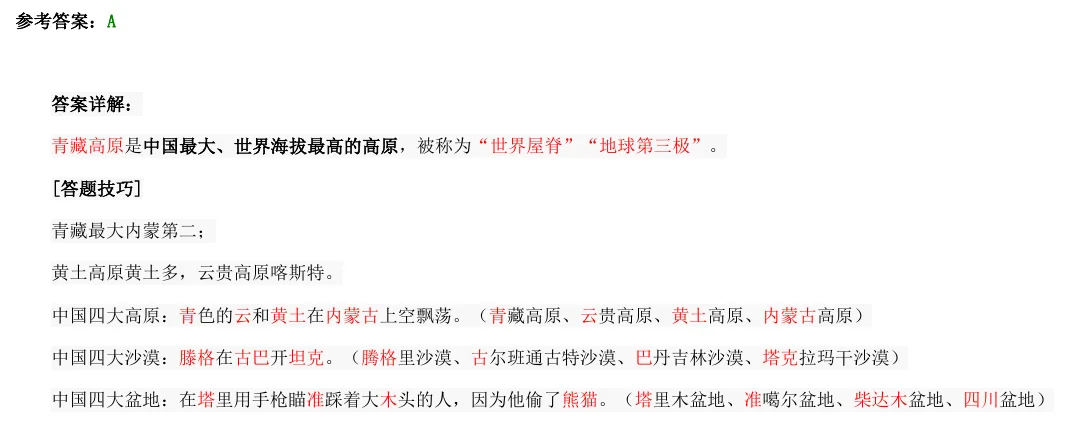 参考答案：A
答案详解：
青藏高原是中国最大、世界海拔最高的高原，被称为“世界屋脊”“地球第三极”。
[答题技巧]
青藏最大内蒙第二；
黄土高原黄土多，云贵高原喀斯特。
中国四大高原：青色的云和黄土在内蒙古上空飘荡。（青藏高原、云贵高原、黄土高原、内蒙古高原）
中国四大沙漠：滕格在古巴开坦克。（腾格里沙漠、古尔班通古特沙漠、巴丹吉林沙漠、塔克拉玛干沙漠）
中国四大盆地：在塔里用手枪瞄准踩着大木头的人，因为他偷了熊猫。（塔里木盆地、准噶尔盆地、柴达木盆地、四川盆地）